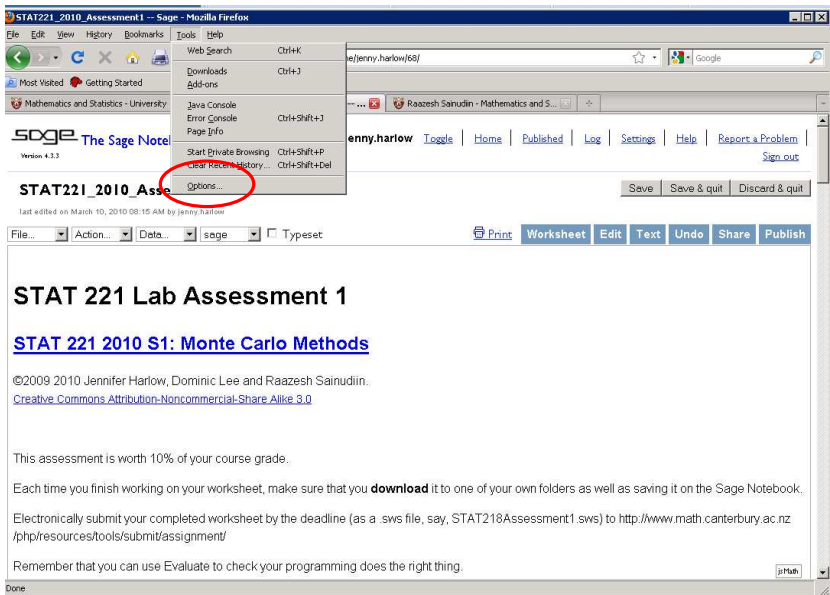 STAT221_2010_Assessment1 -- Sage - Mozilla Firefox
File Edit View History Bookmarks Tools Help
Web Search Ctrl+K
Downloads Ctrl+J
Add-ons
Java Console
Error Console Ctrl+Shift+J
Page Info
Start Private Browsing Ctrl+Shift+P
Clear Recent History... Ctrl+Shift+Del
Options...
e/jenny.harlow/68/
Google
Most Visited Getting Started
Mathematics and Statistics - University
-- ...
Raazesh Sainudiin - Mathematics and S...
sage The Sage Note
Version 4.3.3
enny.harlow Toggle Home Published Log Settings Help Report a Problem
Sign out
STAT221_2010_Asse
Save Save & quit Discard & quit
last edited on March 10, 2010 08:15 AM by jenny.harlow
File... Action... Data... sage Typeset
Print Worksheet Edit Text Undo Share Publish
STAT 221 Lab Assessment 1
STAT 221 2010 S1: Monte Carlo Methods
©2009 2010 Jennifer Harlow, Dominic Lee and Raazesh Sainudiin.
Creative Commons Attribution-Noncommercial-Share Alike 3.0
This assessment is worth 10% of your course grade.
Each time you finish working on your worksheet, make sure that you download it to one of your own folders as well as saving it on the Sage Notebook.
Electronically submit your completed worksheet by the deadline (as a .sws file, say, STAT218Assessment1.sws) to http://www.math.canterbury.ac.nz
/php/resources/tools/submit/assignment/
Remember that you can use Evaluate to check your programming does the right thing.
jsMath
Done